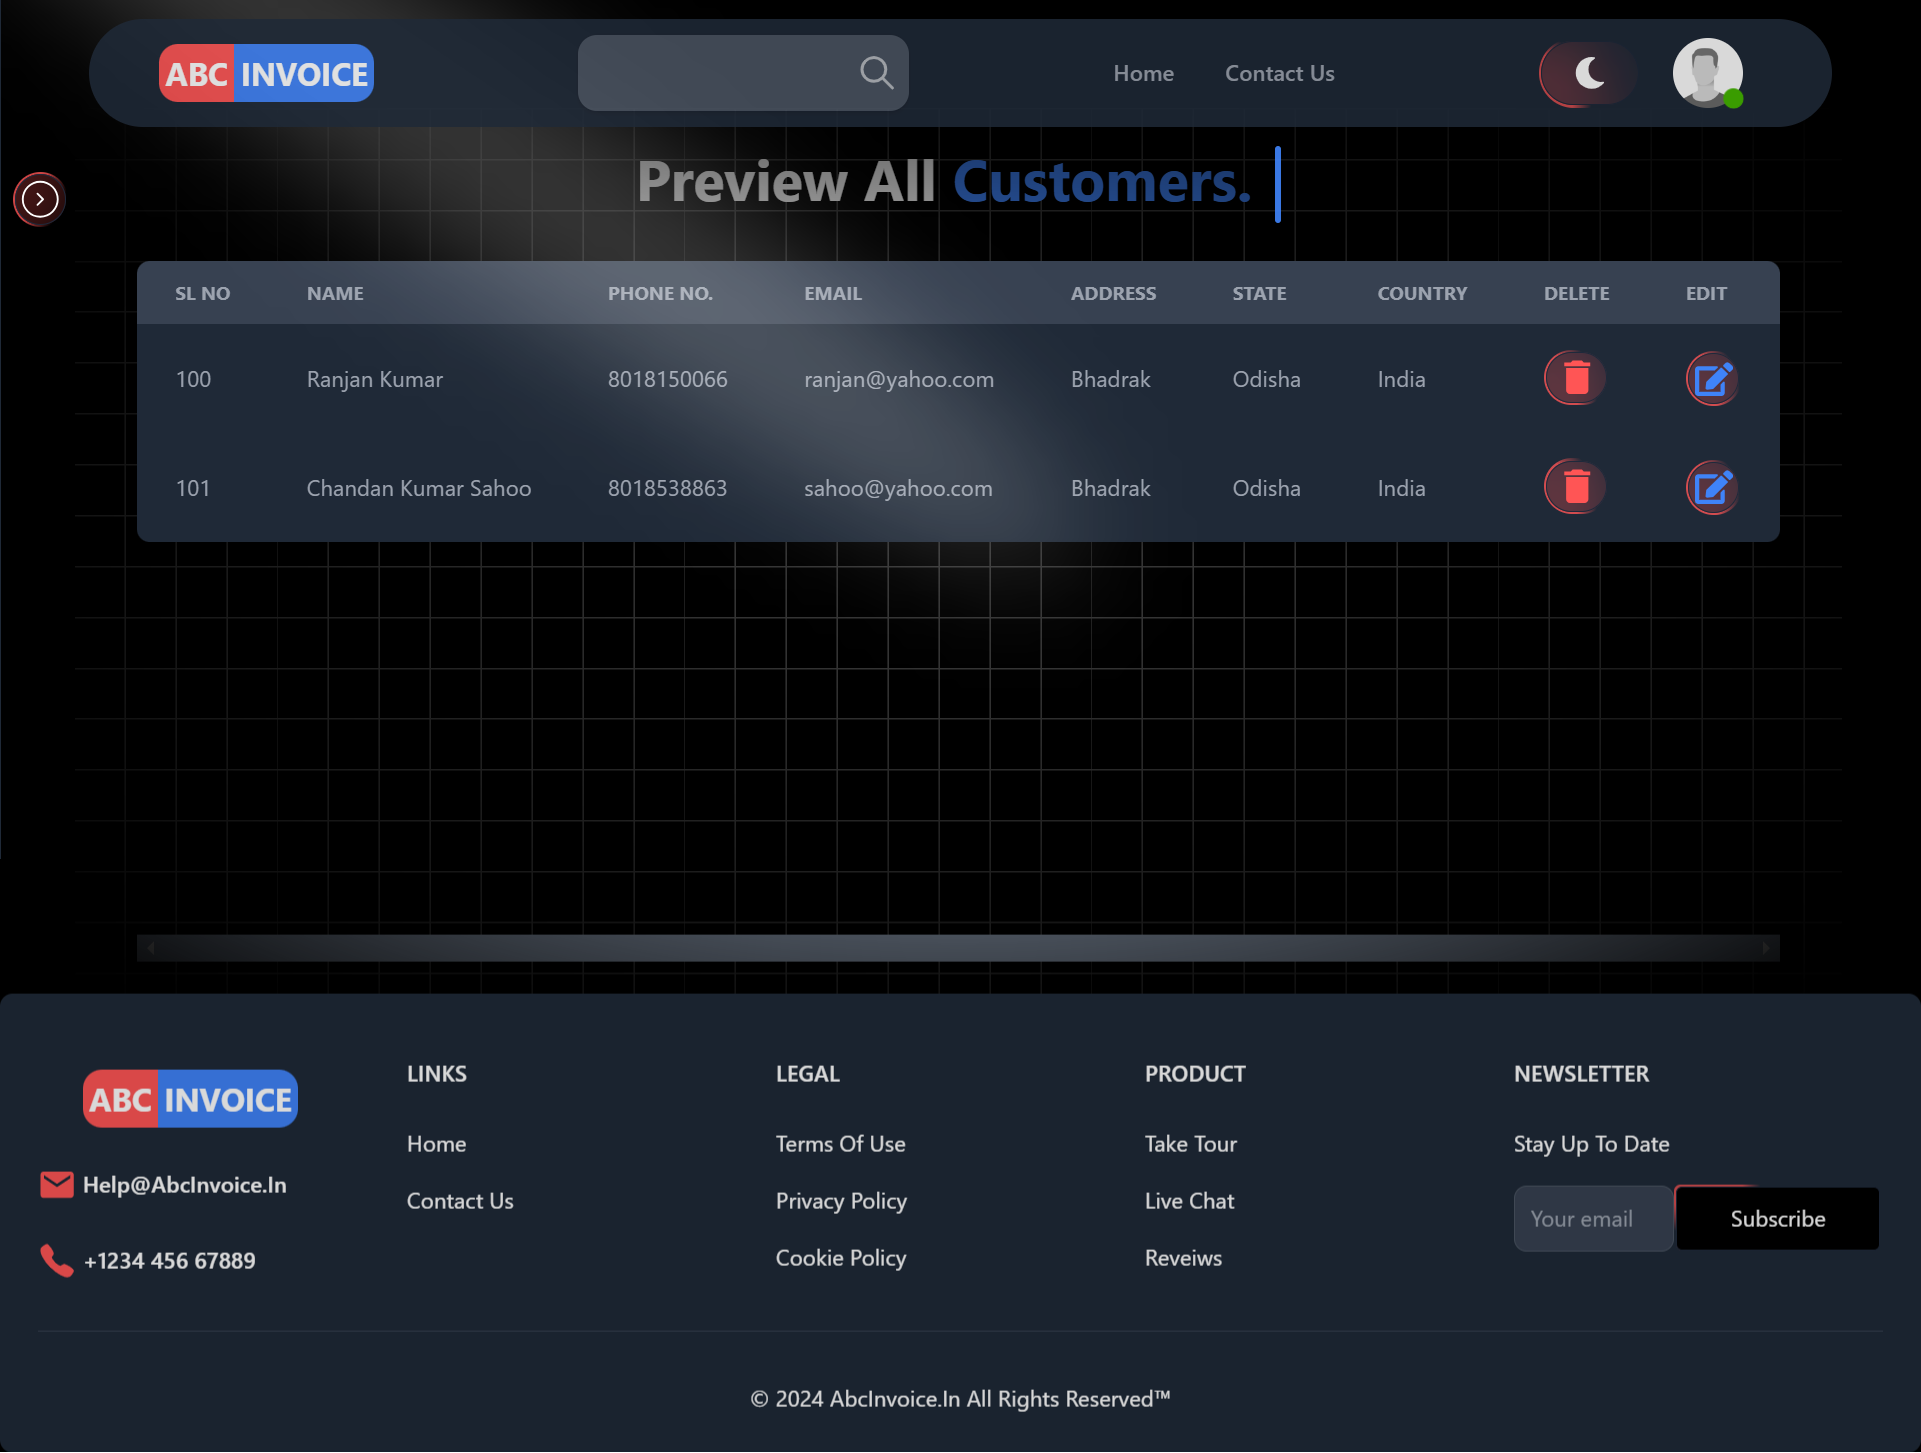 ABC INVOICE
Home Contact Us
Preview All Customers.
SL NO NAME PHONE NO. EMAIL ADDRESS STATE COUNTRY DELETE EDIT
100 Ranjan Kumar 8018150066 ranjan@yahoo.com Bhadrak Odisha India
101 Chandan Kumar Sahoo 8018538863 sahoo@yahoo.com Bhadrak Odisha India
ABC INVOICE
Help@AbcInvoice.In
+1234 456 67889
LINKS
Home
Contact Us
LEGAL
Terms Of Use
Privacy Policy
Cookie Policy
PRODUCT
Take Tour
Live Chat
Reveiws
NEWSLETTER
Stay Up To Date
Your email Subscribe
© 2024 AbcInvoice.In All Rights Reserved™